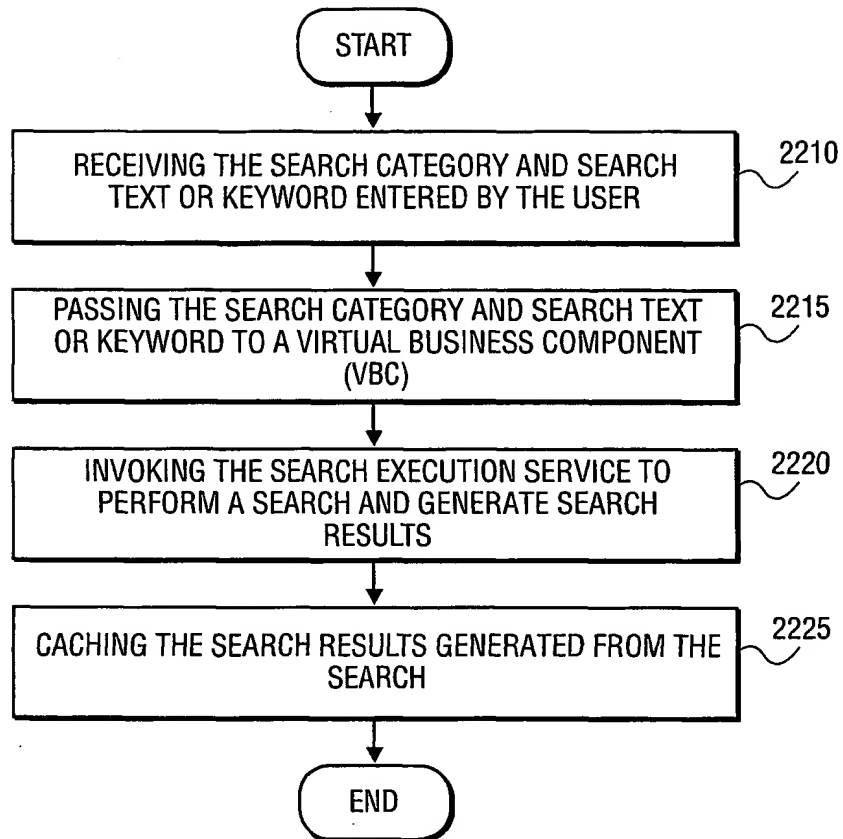 START
RECEIVING THE SEARCH CATEGORY AND SEARCH
TEXT OR KEYWORD ENTERED BY THE USER
2210
PASSING THE SEARCH CATEGORY AND SEARCH TEXT
OR KEYWORD TO A VIRTUAL BUSINESS COMPONENT
(VBC)
2215
INVOKING THE SEARCH EXECUTION SERVICE TO
PERFORM A SEARCH AND GENERATE SEARCH
RESULTS
2220
CACHING THE SEARCH RESULTS GENERATED FROM THE
SEARCH
2225
END